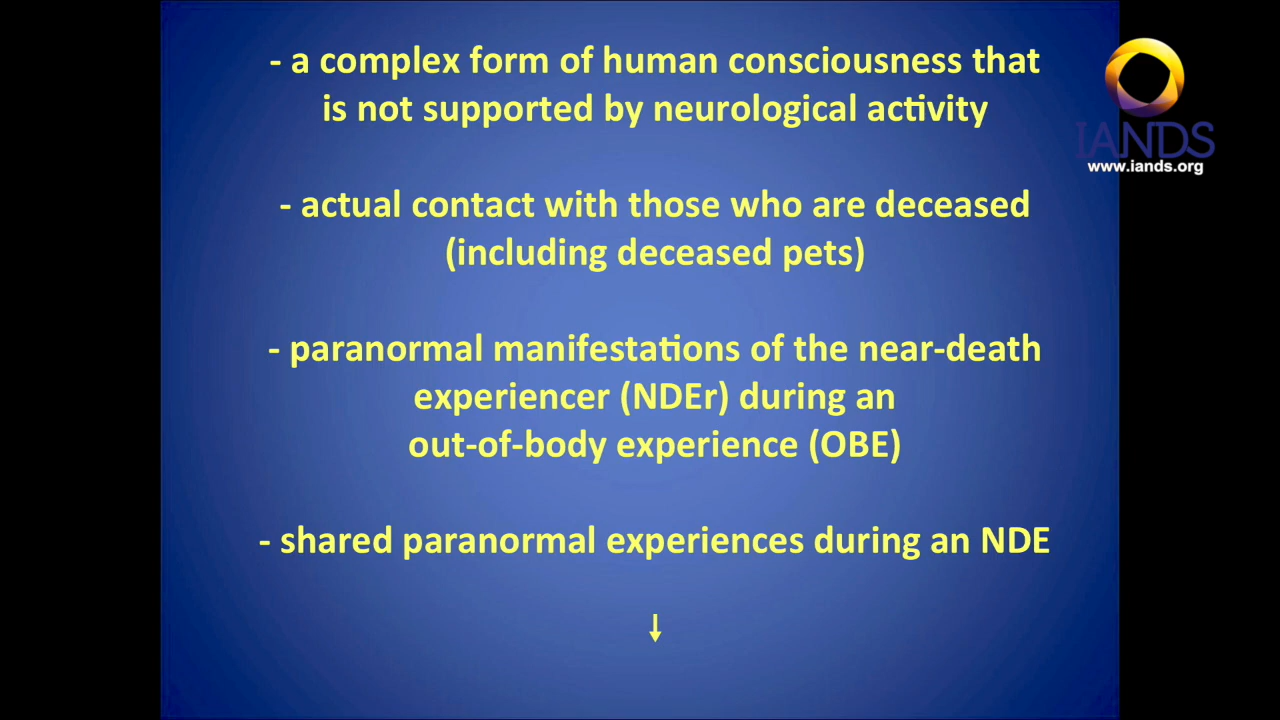 - a complex form of human consciousness that
is not supported by neurological activity
- actual contact with those who are deceased
(including deceased pets)
- paranormal manifestations of the near-death
experiencer (NDEr) during an
out-of-body experience (OBE)
- shared paranormal experiences during an NDE
↓
IANDS
www.iands.org